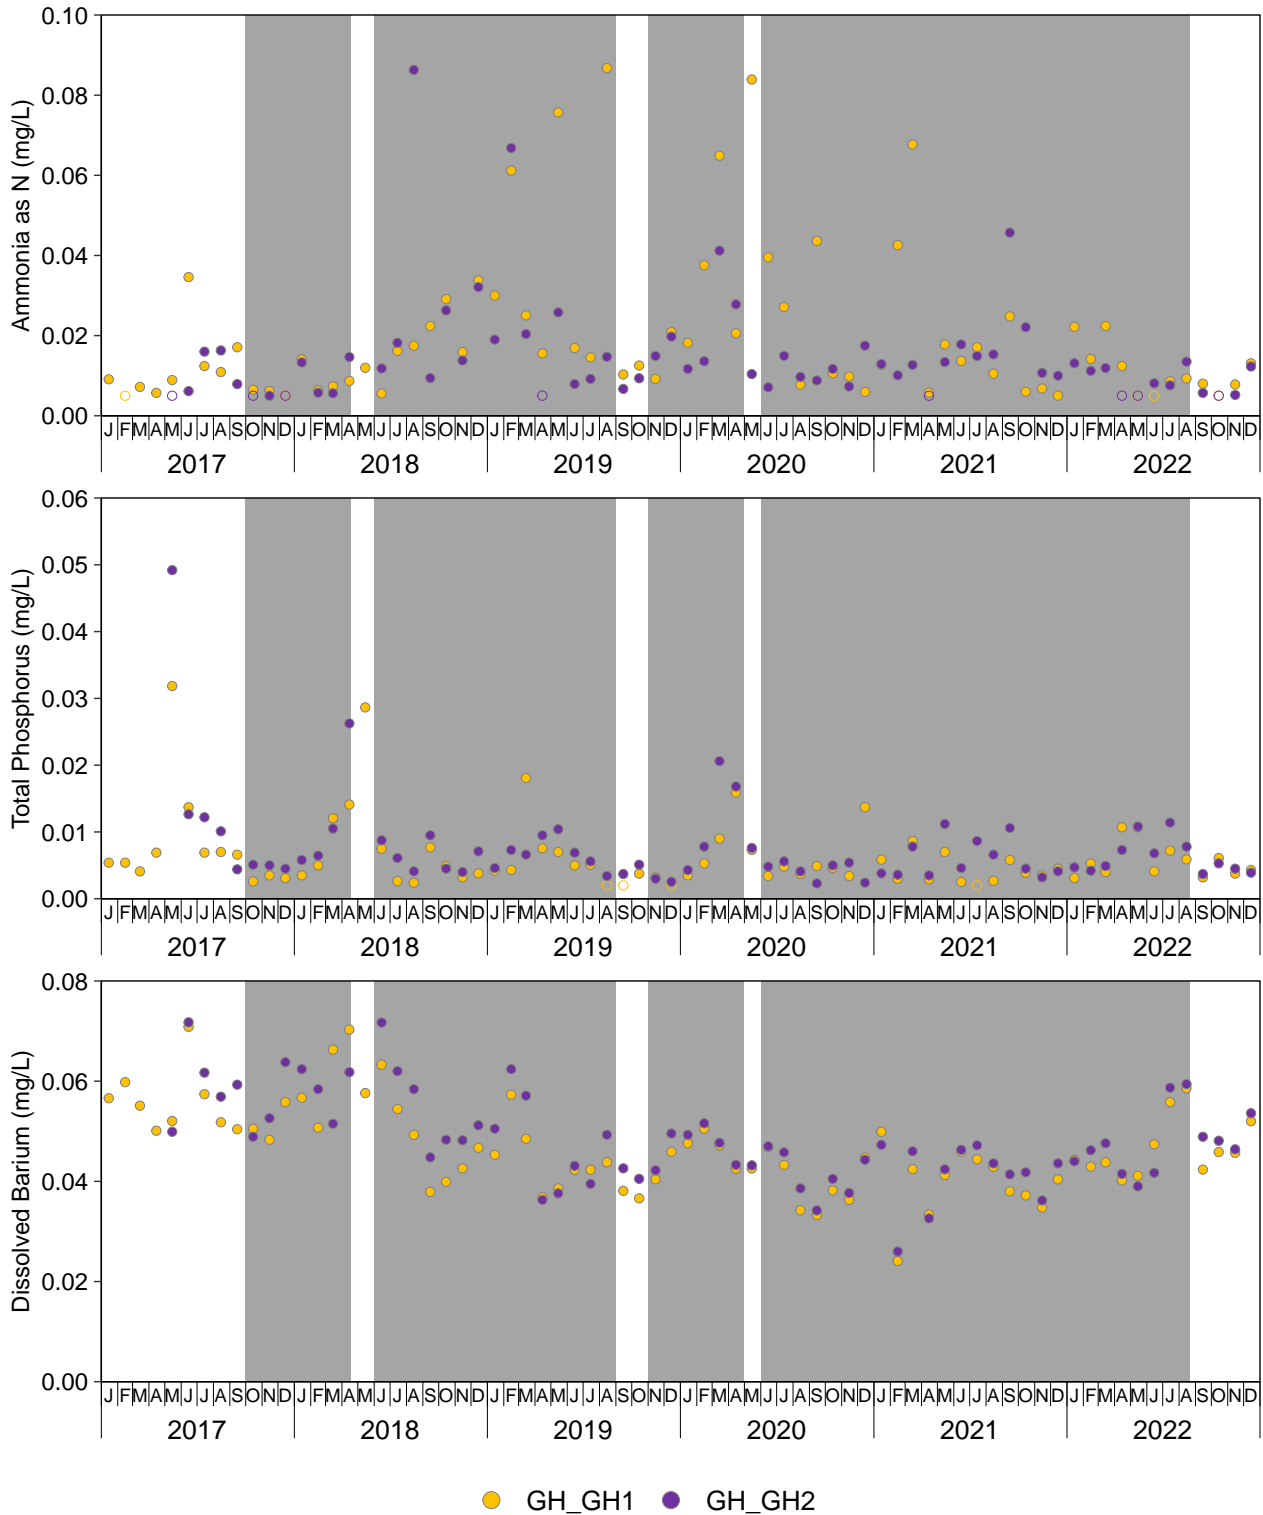 Ammonia as N (mg/L)
0.10
0.08
0.06
0.04
0.02
0.00
J F M A M J J A S O N D J F M A M J J A S O N D J F M A M J J A S O N D J F M A M J J A S O N D J F M A M J J A S O N D J F M A M J J A S O N D
2017 2018 2019 2020 2021 2022
Total Phosphorus (mg/L)
0.06
0.05
0.04
0.03
0.02
0.01
0.00
J F M A M J J A S O N D J F M A M J J A S O N D J F M A M J J A S O N D J F M A M J J A S O N D J F M A M J J A S O N D J F M A M J J A S O N D
2017 2018 2019 2020 2021 2022
Dissolved Barium (mg/L)
0.08
0.06
0.04
0.02
0.00
J F M A M J J A S O N D J F M A M J J A S O N D J F M A M J J A S O N D J F M A M J J A S O N D J F M A M J J A S O N D J F M A M J J A S O N D
2017 2018 2019 2020 2021 2022
GH_GH1 GH_GH2